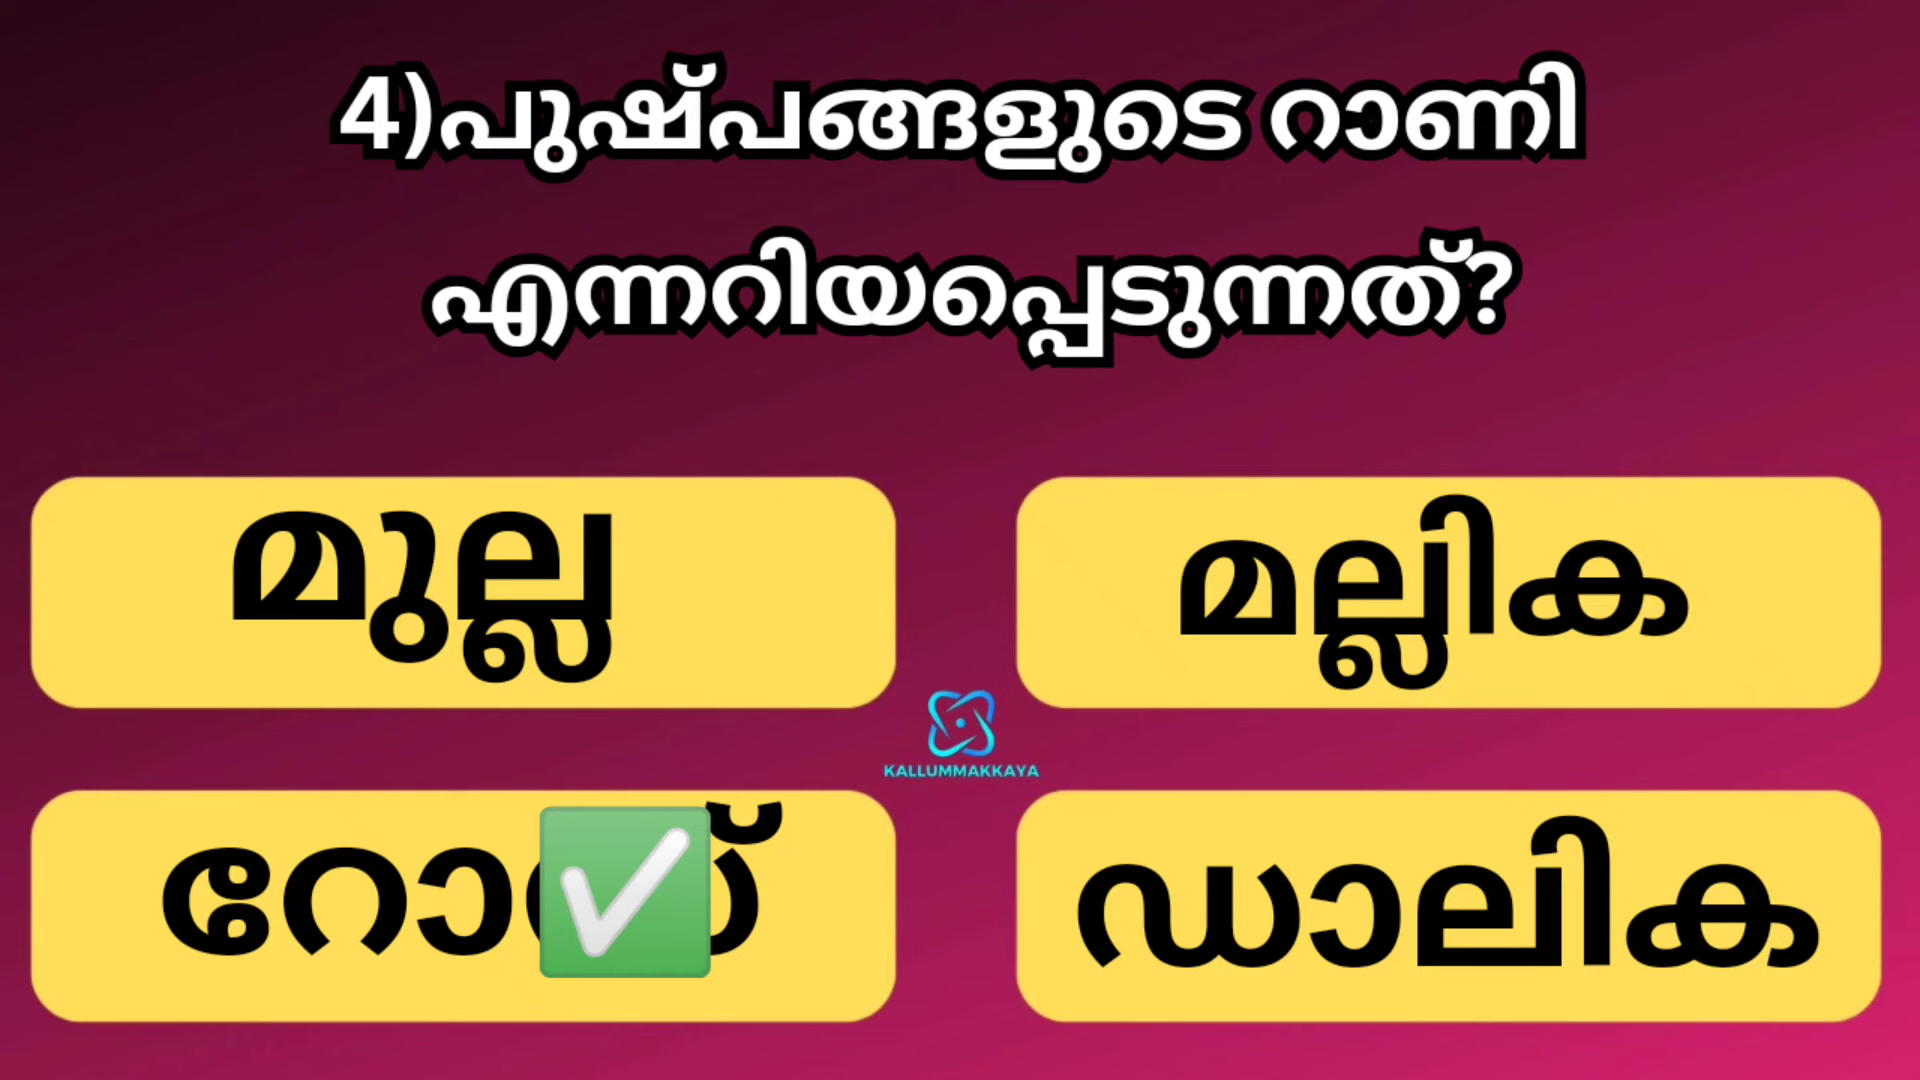 4)പുഷ്പങ്ങളുടെ റാണി
എന്നറിയപ്പെടുന്നത്?
മുല്ല
മല്ലിക
KALLUMMAKKAYA
ഡാലിക